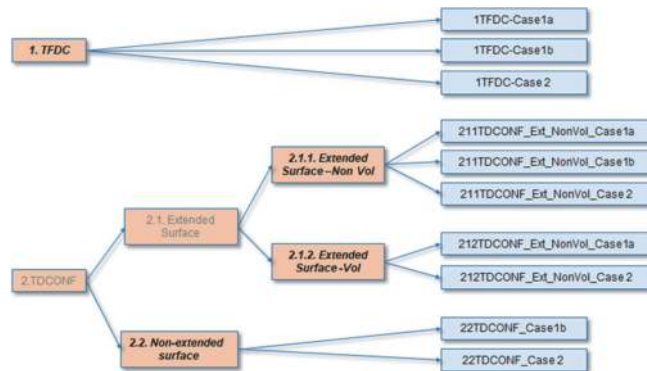 1TFDC-Case1a
1. TFDC
1TFDC-Case1b
1TFDC-Case 2
211TDCONF_Ext_NonVol_Case1a
2.1.1. Extended
Surface–Non Vol
211TDCONF_Ext_NonVol_Case1b
211TDCONF_Ext_NonVol_Case 2
2.1. Extended
Surface
2.1.2. Extended
Surface-Vol
212TDCONF_Ext_NonVol_Case1a
212TDCONF_Ext_NonVol_Case 2
2.TDCONF
2.2. Non-extended
surface
22TDCONF_Case1b
22TDCONF_Case 2